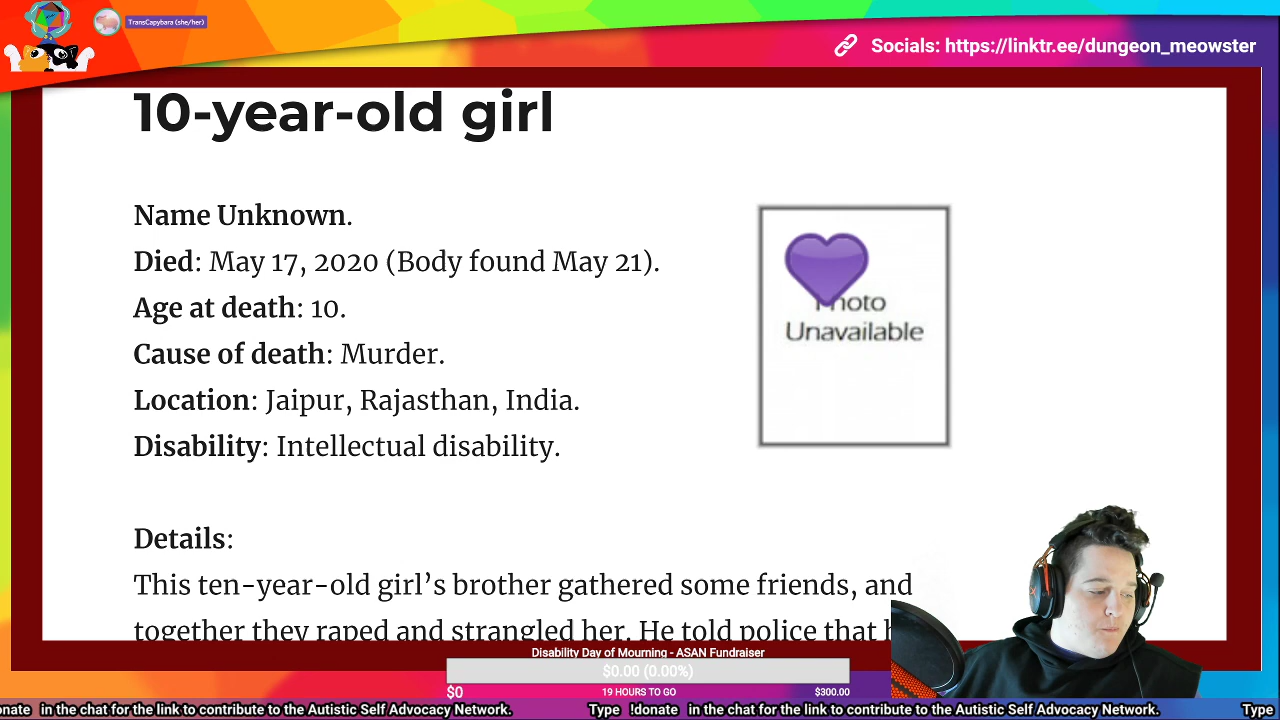 TransCapybara (she/her)
Socials: https://linktr.ee/dungeon_meowster
10-year-old girl
Name Unknown.
Died: May 17, 2020 (Body found May 21).
Age at death: 10.
Cause of death: Murder.
Location: Jaipur, Rajasthan, India.
Disability: Intellectual disability.
Photo
Unavailable
Details:
This ten-year-old girl’s brother gathered some friends, and
together they raped and strangled her. He told police that
Disability Day of Mourning - ASAN Fundraiser
$0.00 (0.00%)
$0 19 HOURS TO GO $300.00
in the chat for the link to contribute to the Autistic Self Advocacy Network. Type !donate in the chat for the link to contribute to the Autistic Self Advocacy Network. Type